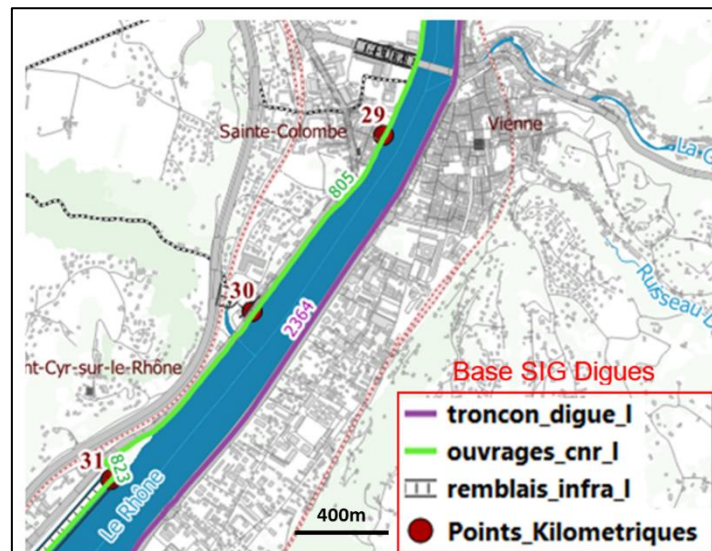 29
Sainte-Colombe
Vienne
La G
805
30
2364
Ruisseau D
nt-Cyr-sur-le-Rhône
31
823
Le Rhône
400m
Base SIG Digues
troncon_digue_l
ouvrages_cnr_l
remblais_infra_l
Points_Kilometriques